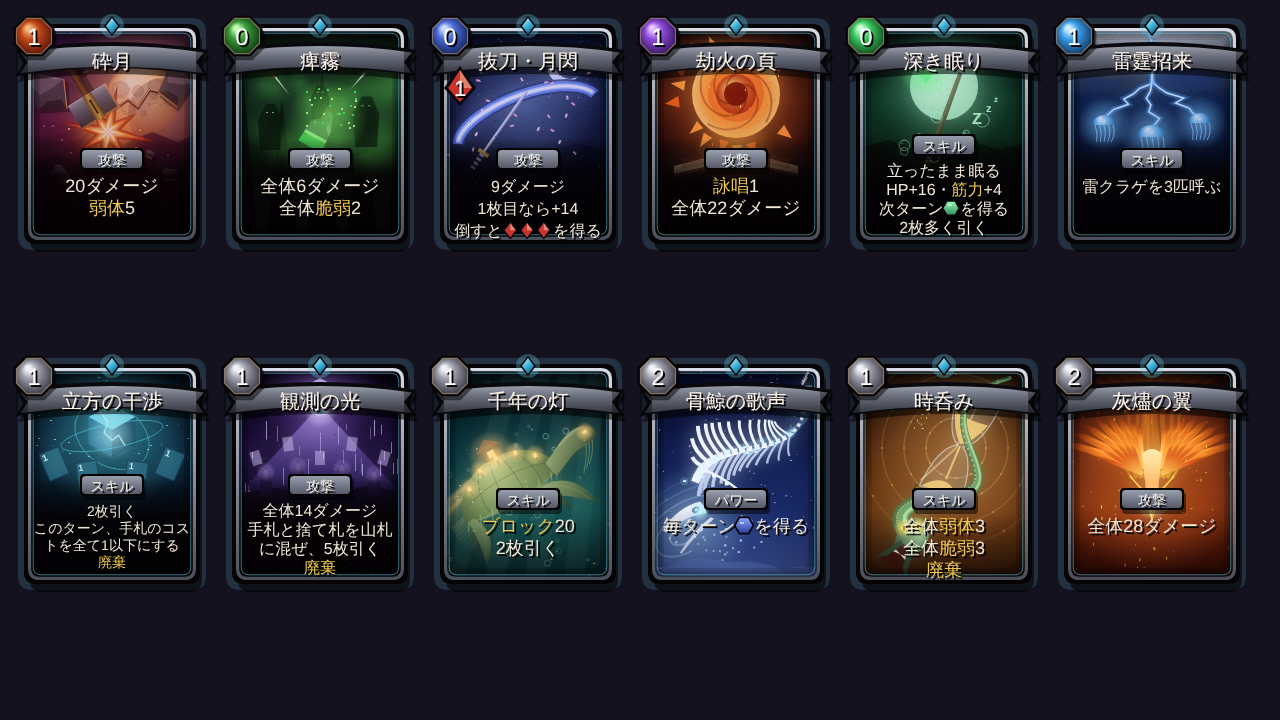 1
砕月
攻撃
20ダメージ
弱体5
0
痺霧
攻撃
全体6ダメージ
全体脆弱2
0
抜刀・月閃
1
攻撃
9ダメージ
1枚目なら+14
倒すと を得る
1
劫火の頁
攻撃
詠唱1
全体22ダメージ
0
深き眠り
z
z
Z
スキル
立ったまま眠る
HP+16・筋力+4
次ターン を得る
2枚多く引く
1
雷霆招来
スキル
雷クラゲを3匹呼ぶ
1
立方の干渉
1
1
1
1
スキル
2枚引く
このターン、手札のコス
トを全て1以下にする
廃棄
1
観測の光
攻撃
全体14ダメージ
手札と捨て札を山札
に混ぜ、5枚引く
廃棄
1
千年の灯
スキル
ブロック20
2枚引く
2
骨鯨の歌声
パワー
毎ターン を得る
1
時呑み
スキル
全体弱体3
全体脆弱3
廃棄
2
灰燼の翼
攻撃
全体28ダメージ